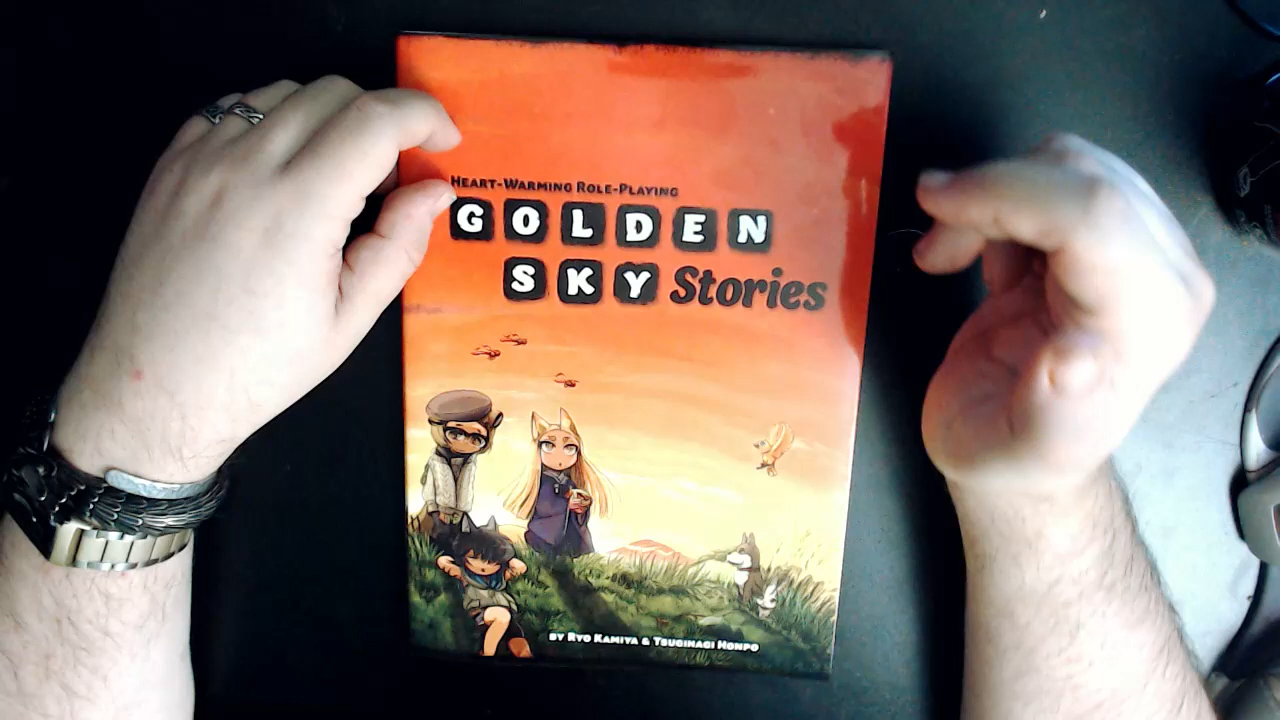 Heart-Warming Role-Playing
GOLDEN
SKY Stories
by Ryo Kamiya & Tsuginagi Honpo